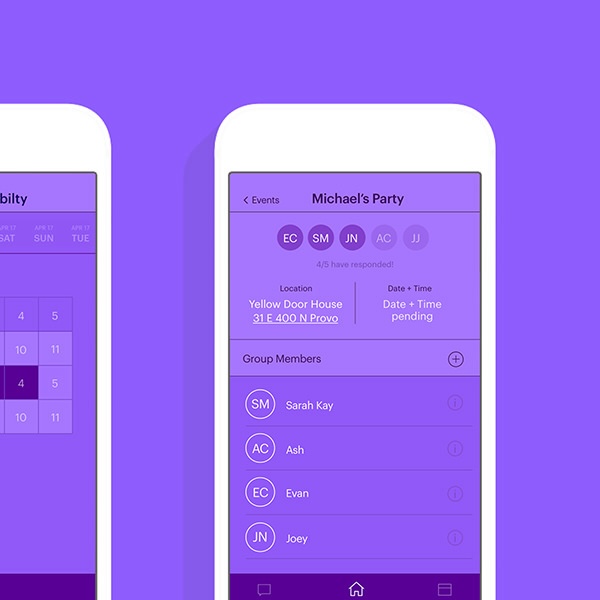 bilty
APR 17 APR 17 APR 17
SAT SUN TUE
4 5
10 11
4 5
10 11
Events Michael's Party
EC SM JN AC JJ
4/5 have responded!
Location Date + Time
Yellow Door House Date + Time
31 E 400 N Provo pending
Group Members
SM Sarah Kay
AC Ash
EC Evan
JN Joey